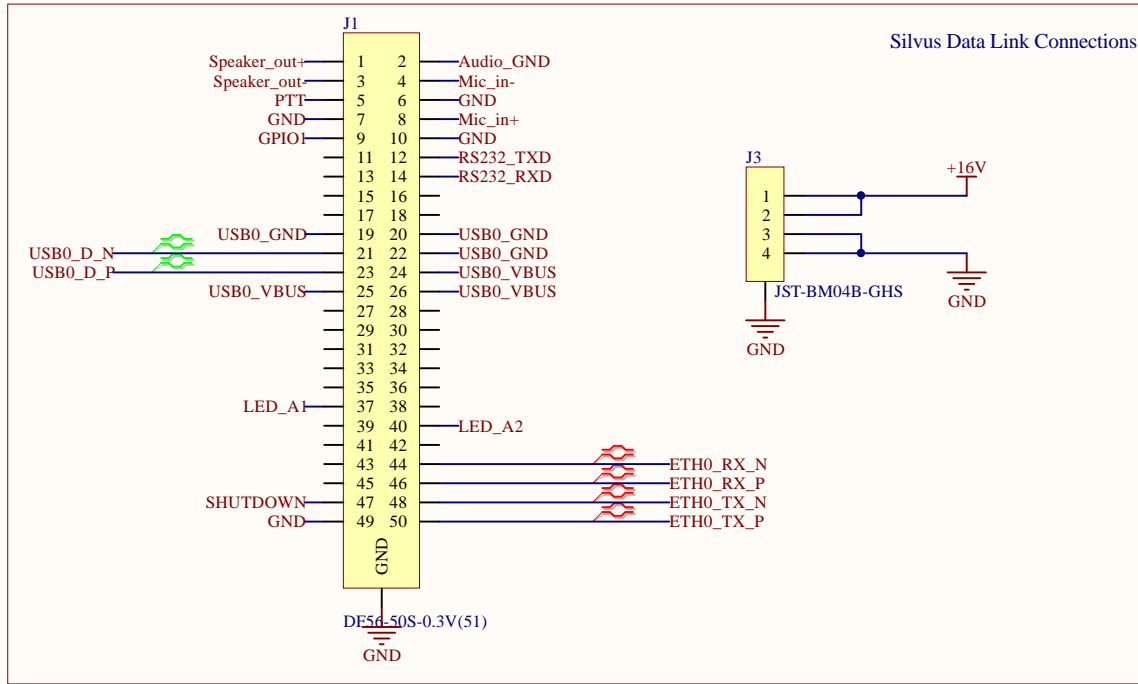 J1
Silvus Data Link Connections
Speaker_out+ 1 2 Audio_GND
Speaker_out- 3 4 Mic_in-
PTT 5 6 GND
GND 7 8 Mic_in+
GPIO1 9 10 GND
11 12 RS232_TXD
13 14 RS232_RXD
15 16
17 18
USB0_GND 19 20 USB0_GND
USB0_D_N 21 22 USB0_GND
USB0_D_P 23 24 USB0_VBUS
USB0_VBUS 25 26 USB0_VBUS
27 28
29 30
31 32
33 34
35 36
LED_A1 37 38
39 40 LED_A2
41 42
43 44 ETH0_RX_N
45 46 ETH0_RX_P
SHUTDOWN 47 48 ETH0_TX_N
GND 49 50 ETH0_TX_P
GND
DF56-50S-0.3V(51)
GND
J3
+16V
1
2
3
4
JST-BM04B-GHS
GND
GND